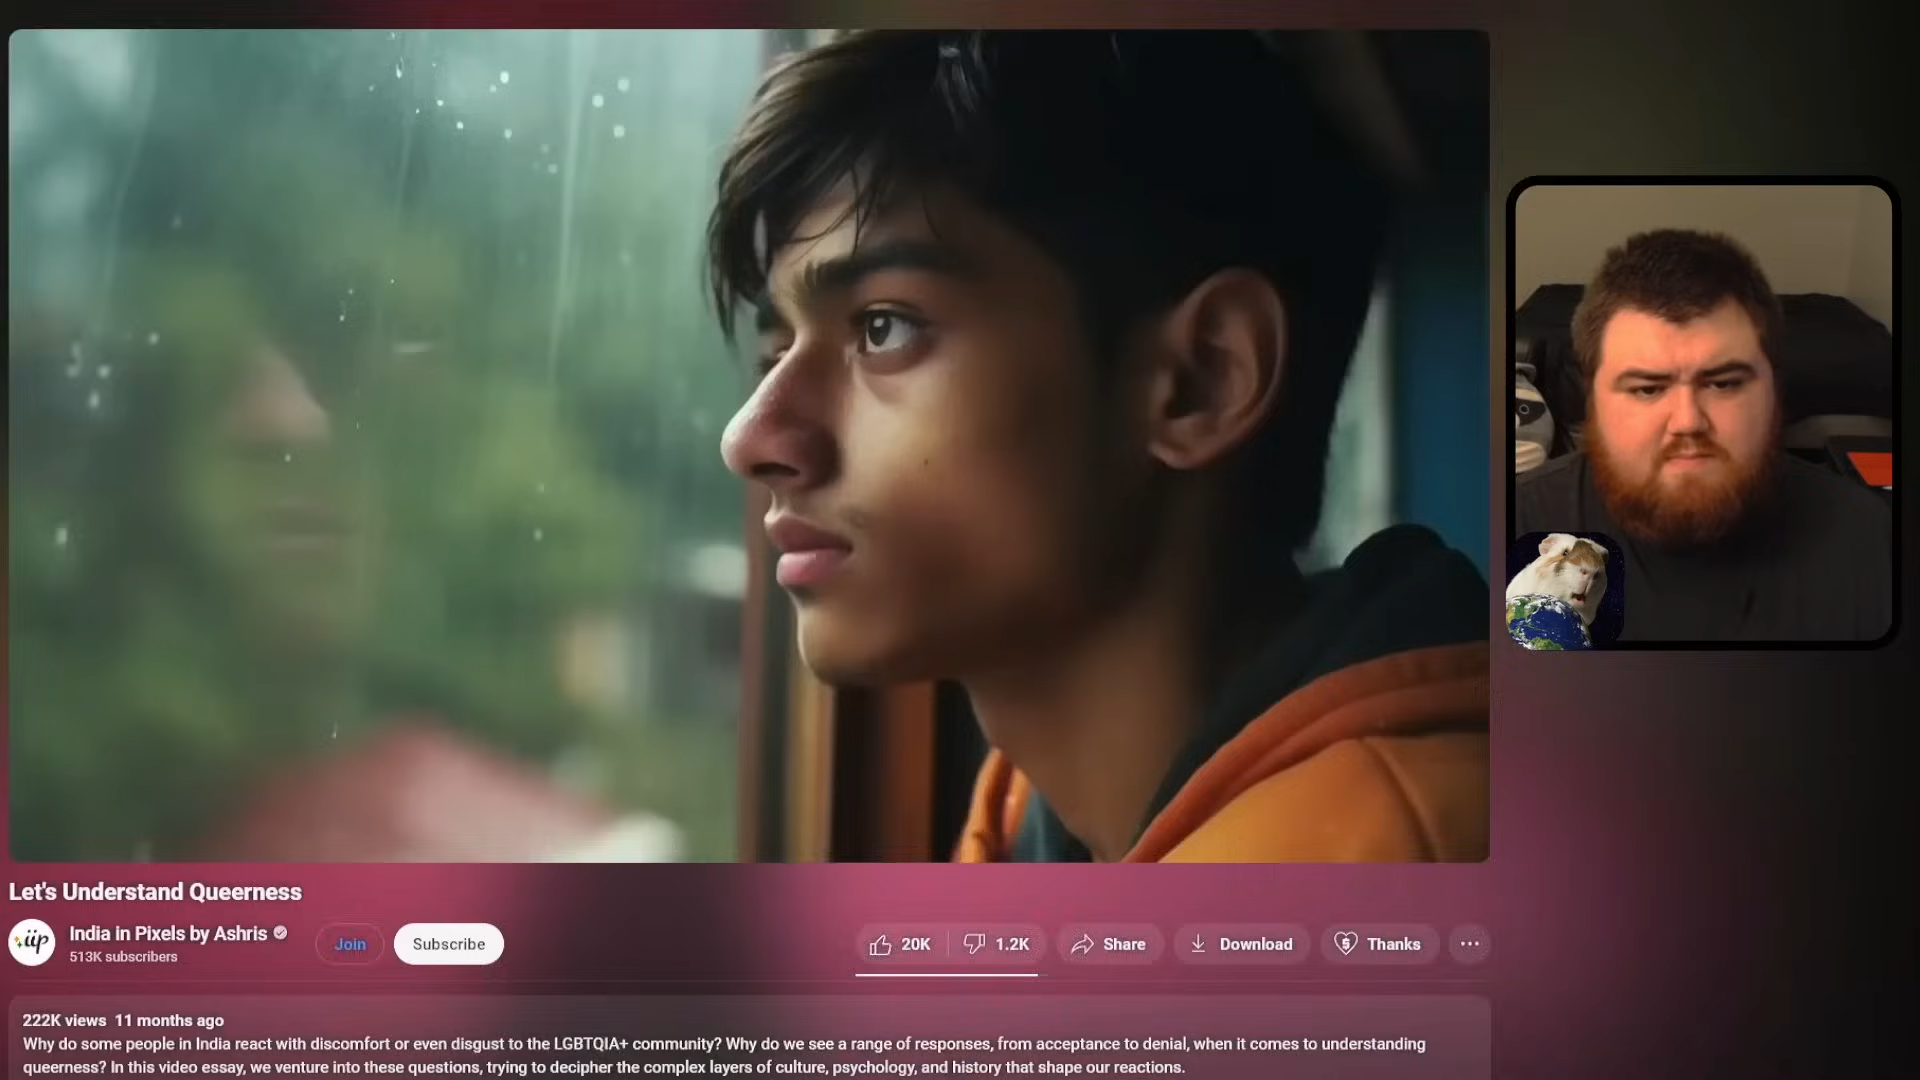 Let's Understand Queerness
iip
India in Pixels by Ashris
513K subscribers
Join
Subscribe
20K
1.2K
Share
Download
Thanks
222K views 11 months ago
Why do some people in India react with discomfort or even disgust to the LGBTQIA+ community? Why do we see a range of responses, from acceptance to denial, when it comes to understanding
queerness? In this video essay, we venture into these questions, trying to decipher the complex layers of culture, psychology, and history that shape our reactions.